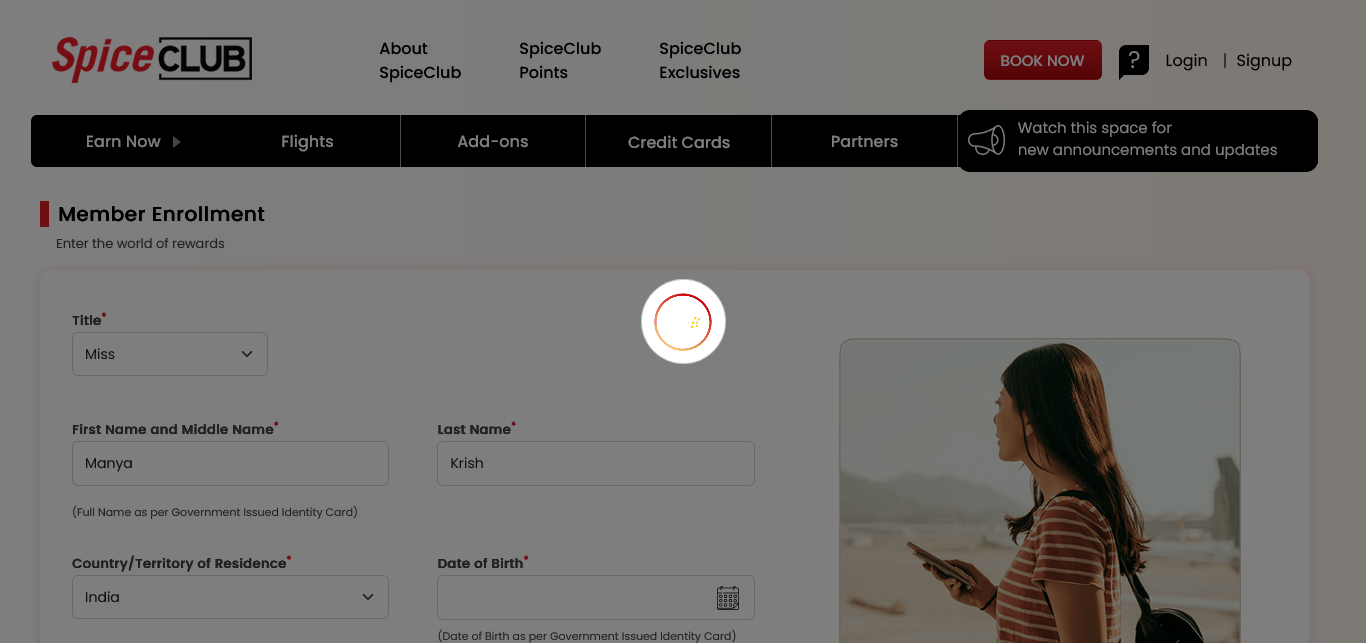 SpiceCLUB
About
SpiceClub
SpiceClub
Points
SpiceClub
Exclusives
BOOK NOW
?
Login | Signup
Earn Now
Flights
Add-ons
Credit Cards
Partners
Watch this space for
new announcements and updates
Member Enrollment
Enter the world of rewards
Title*
Miss
First Name and Middle Name*
Last Name*
Manya
Krish
(Full Name as per Government Issued Identity Card)
Country/Territory of Residence*
Date of Birth*
India
(Date of Birth as per Government Issued Identity Card)